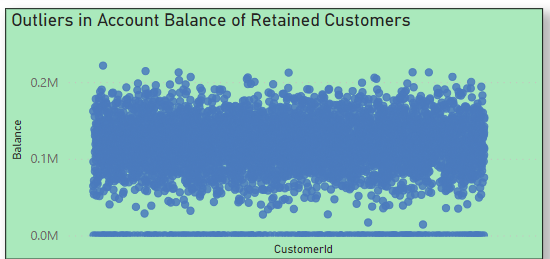 Outliers in Account Balance of Retained Customers
0.2M
Balance
0.1M
0.0M
CustomerId